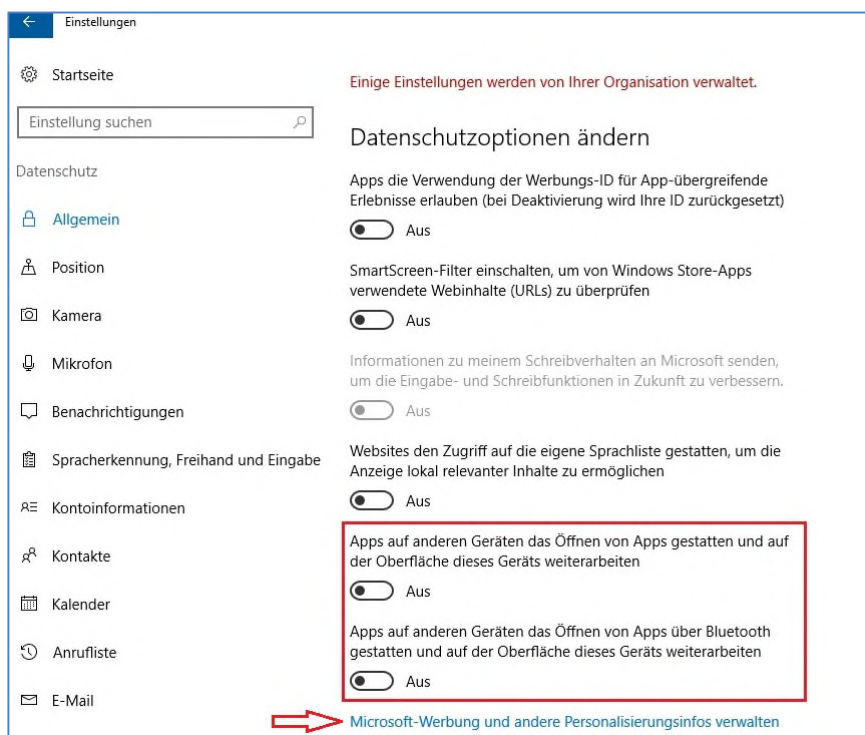 Einstellungen
Startseite
Einstellung suchen
Datenschutz
Allgemein
Position
Kamera
Mikrofon
Benachrichtigungen
Spracherkennung, Freihand und Eingabe
Kontoinformationen
Kontakte
Kalender
Anrufliste
E-Mail
Einige Einstellungen werden von Ihrer Organisation verwaltet.
Datenschutzoptionen ändern
Apps die Verwendung der Werbungs-ID für App-übergreifende
Erlebnisse erlauben (bei Deaktivierung wird Ihre ID zurückgesetzt)
Aus
SmartScreen-Filter einschalten, um von Windows Store-Apps
verwendete Webinhalte (URLs) zu überprüfen
Aus
Informationen zu meinem Schreibverhalten an Microsoft senden,
um die Eingabe- und Schreibfunktionen in Zukunft zu verbessern.
Aus
Websites den Zugriff auf die eigene Sprachliste gestatten, um die
Anzeige lokal relevanter Inhalte zu ermöglichen
Aus
Apps auf anderen Geräten das Öffnen von Apps gestatten und auf
der Oberfläche dieses Geräts weiterarbeiten
Aus
Apps auf anderen Geräten das Öffnen von Apps über Bluetooth
gestatten und auf der Oberfläche dieses Geräts weiterarbeiten
Aus
Microsoft-Werbung und andere Personalisierungsinfos verwalten